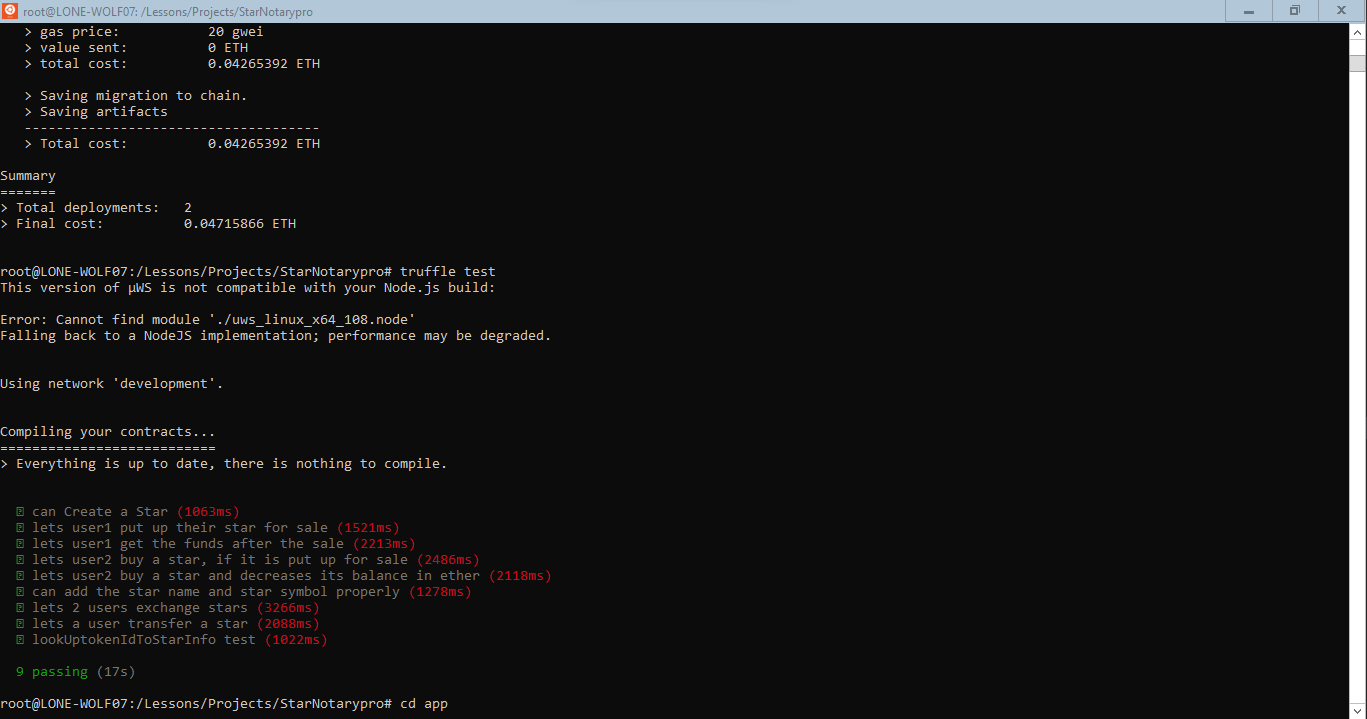 root@LONE-WOLF07: /Lessons/Projects/StarNotarypro
> gas price: 20 gwei
> value sent: 0 ETH
> total cost: 0.04265392 ETH
> Saving migration to chain.
> Saving artifacts
-------------------------------------
> Total cost: 0.04265392 ETH
Summary
=======
> Total deployments: 2
> Final cost: 0.04715866 ETH
root@LONE-WOLF07:/Lessons/Projects/StarNotarypro# truffle test
This version of µWS is not compatible with your Node.js build:
Error: Cannot find module './uws_linux_x64_108.node'
Falling back to a NodeJS implementation; performance may be degraded.
Using network 'development'.
Compiling your contracts...
===========================
> Everything is up to date, there is nothing to compile.
can Create a Star (1063ms)
lets user1 put up their star for sale (1521ms)
lets user1 get the funds after the sale (2213ms)
lets user2 buy a star, if it is put up for sale (2486ms)
lets user2 buy a star and decreases its balance in ether (2118ms)
can add the star name and star symbol properly (1278ms)
lets 2 users exchange stars (3266ms)
lets a user transfer a star (2088ms)
lookUptokenIdToStarInfo test (1022ms)
9 passing (17s)
root@LONE-WOLF07:/Lessons/Projects/StarNotarypro# cd app